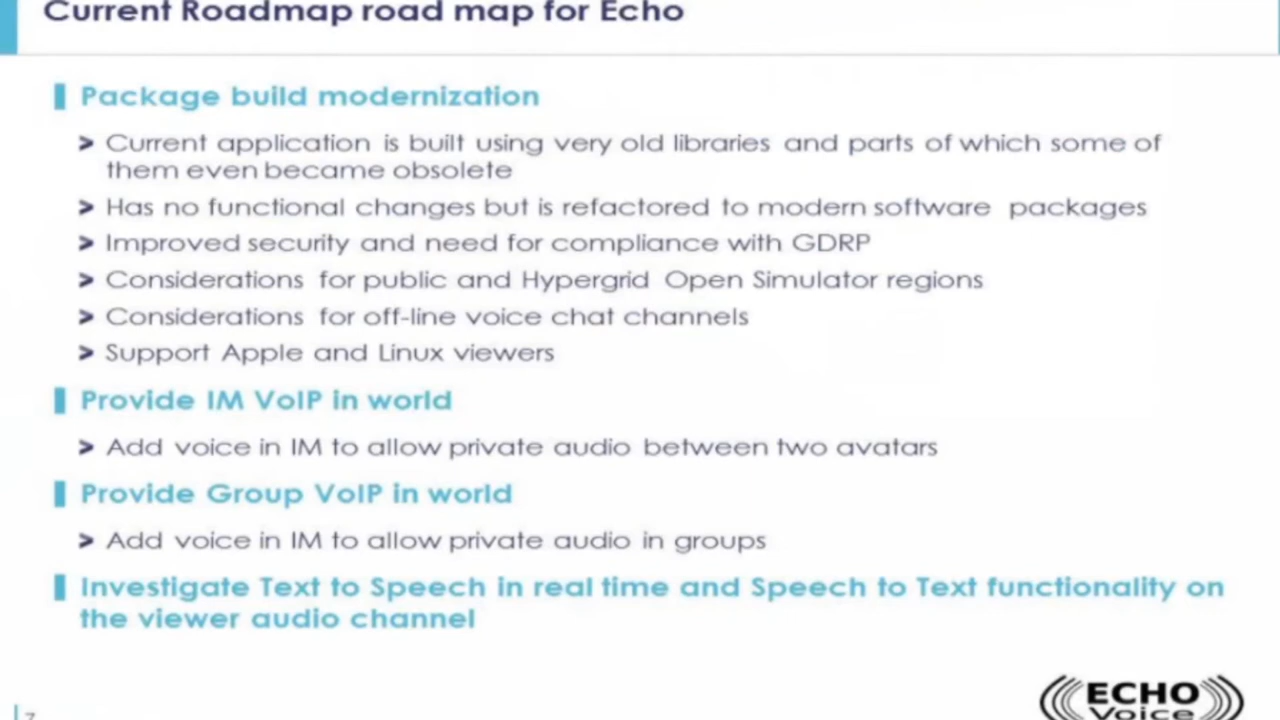 Current Roadmap road map for Echo
Package build modernization
> Current application is built using very old libraries and parts of which some of
them even became obsolete
> Has no functional changes but is refactored to modern software packages
> Improved security and need for compliance with GDRP
> Considerations for public and Hypergrid Open Simulator regions
> Considerations for off-line voice chat channels
> Support Apple and Linux viewers
Provide IM VoIP in world
> Add voice in IM to allow private audio between two avatars
Provide Group VoIP in world
> Add voice in IM to allow private audio in groups
Investigate Text to Speech in real time and Speech to Text functionality on
the viewer audio channel
7
ECHO
Voice